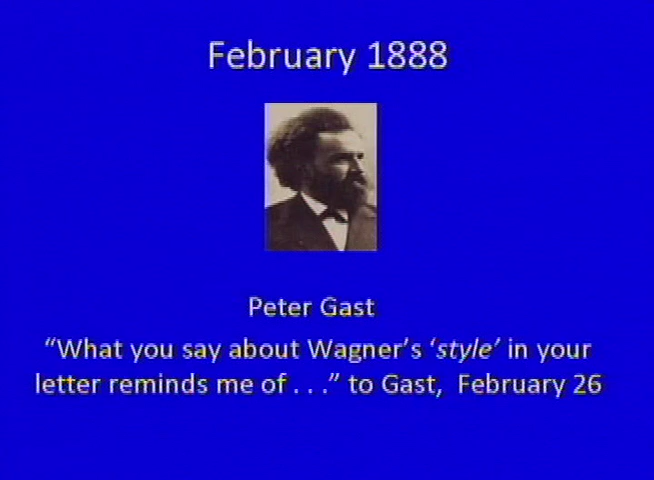 February 1888
Peter Gast
“What you say about Wagner’s ‘style’ in your
letter reminds me of . . .” to Gast,  February 26